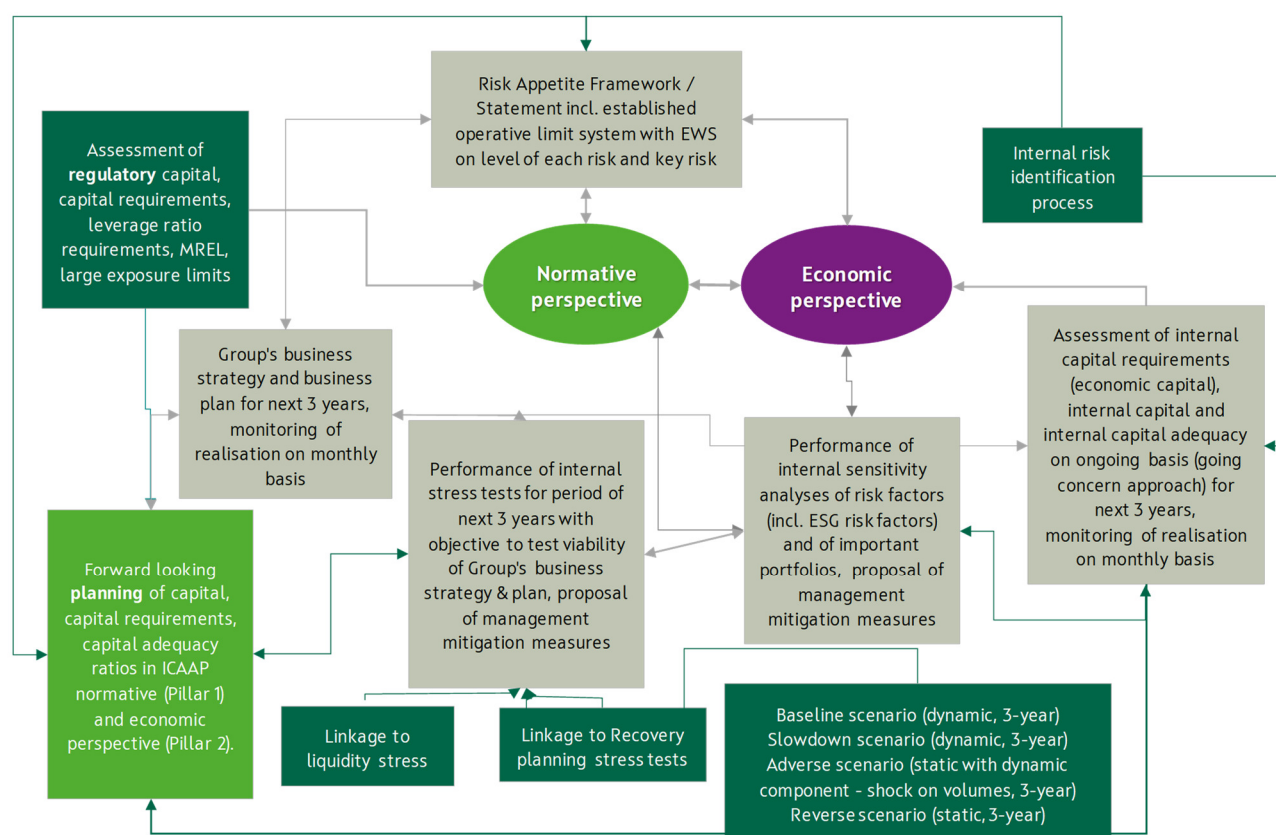 Risk Appetite Framework /
Statement incl. established
operative limit system with EWS
on level of each risk and key risk
Assessment of
regulatory capital,
capital requirements,
leverage ratio
requirements, MREL,
large exposure limits
Internal risk
identification
process
Normative
perspective
Economic
perspective
Group's business
strategy and business
plan for next 3 years,
monitoring of
realisation on monthly
basis
Assessment of internal
capital requirements
(economic capital),
internal capital and
internal capital adequacy
on ongoing basis (going
concern approach) for
next 3 years,
monitoring of realisation
on monthly basis
Performance of internal
stress tests for period of
next 3 years with
objective to test viability
of Group's business
strategy & plan, proposal
of management
mitigation measures
Performance of
internal sensitivity
analyses of risk factors
(incl. ESG risk factors)
and of important
portfolios, proposal of
management
mitigation measures
Forward looking
planning of capital,
capital requirements,
capital adequacy
ratios in ICAAP
normative (Pillar 1)
and economic
perspective (Pillar 2).
Linkage to
liquidity stress
Linkage to Recovery
planning stress tests
Baseline scenario (dynamic, 3-year)
Slowdown scenario (dynamic, 3-year)
Adverse scenario (static with dynamic
component - shock on volumes, 3-year)
Reverse scenario (static, 3-year)